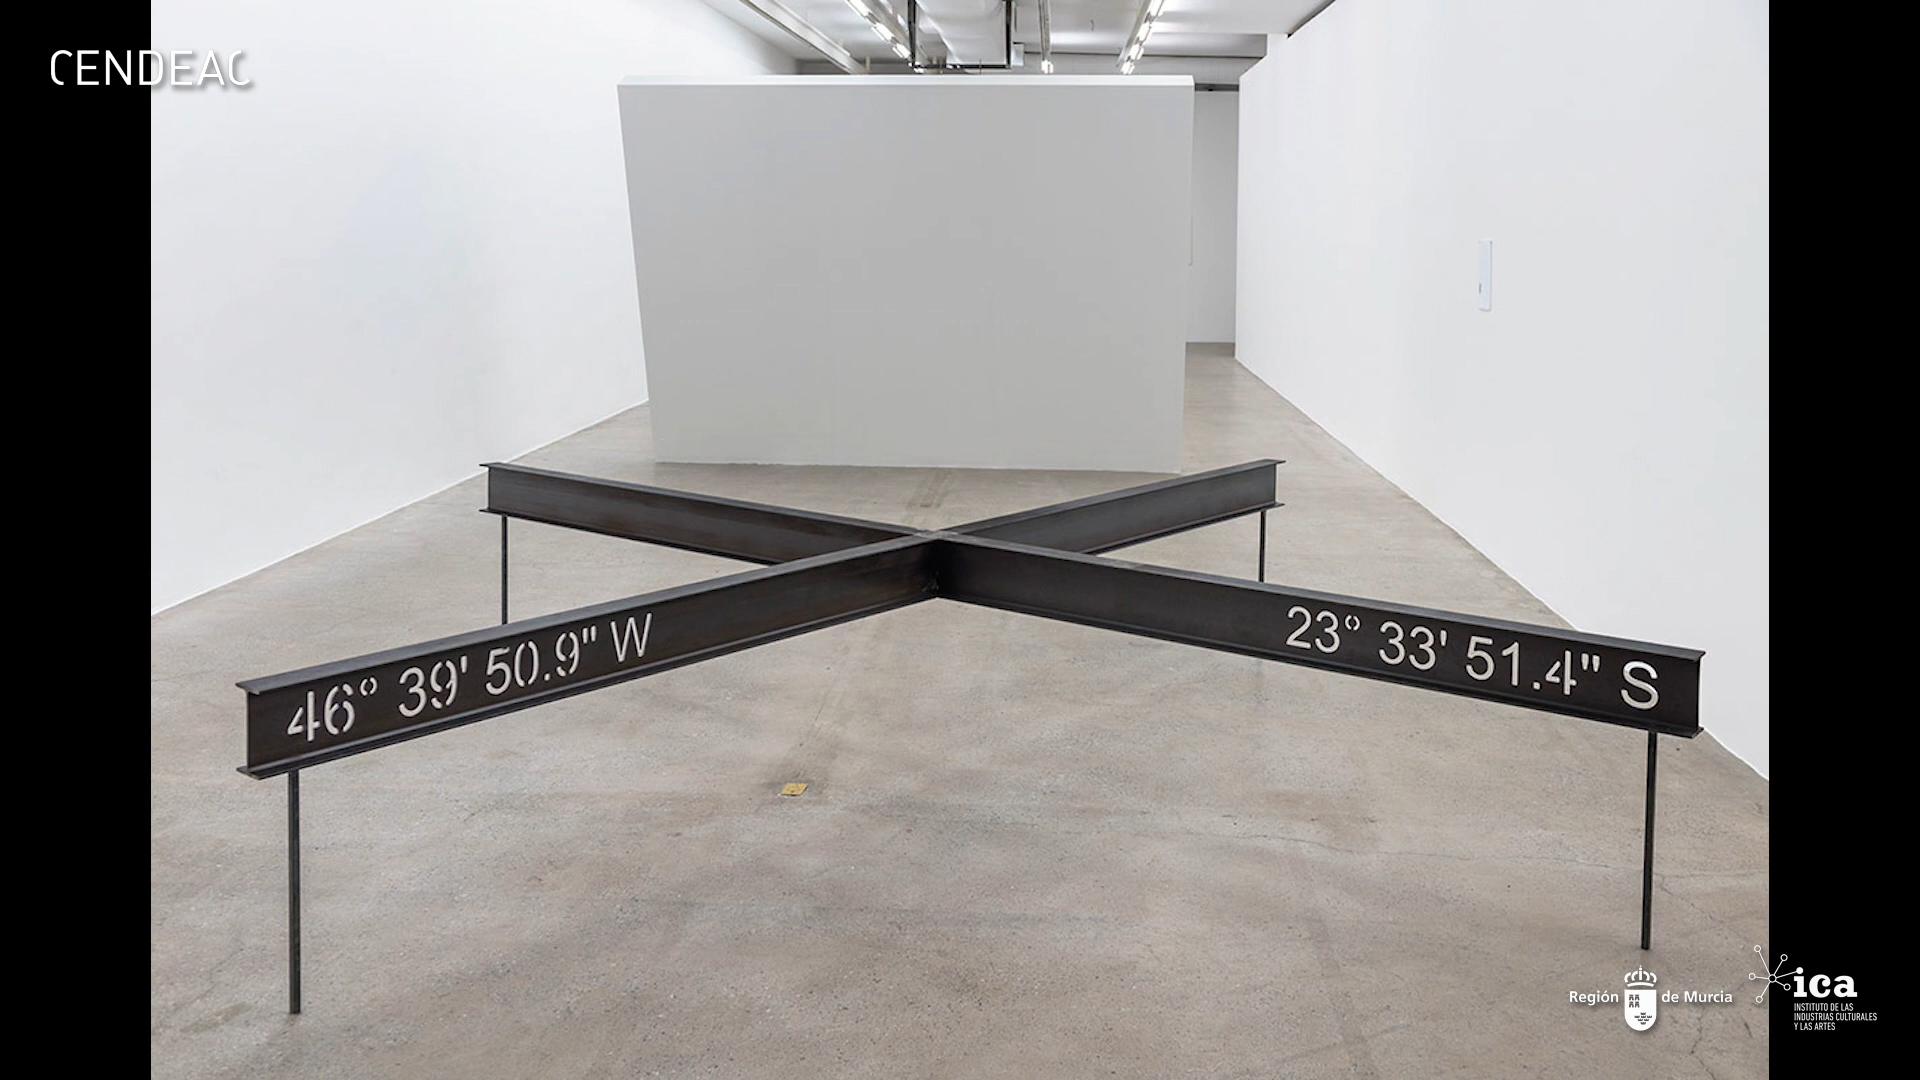 CENDEAC
46° 39' 50.9" W
23° 33' 51.4" S
Región de Murcia
ica
INSTITUTO DE LAS
INDUSTRIAS CULTURALES
Y LAS ARTES